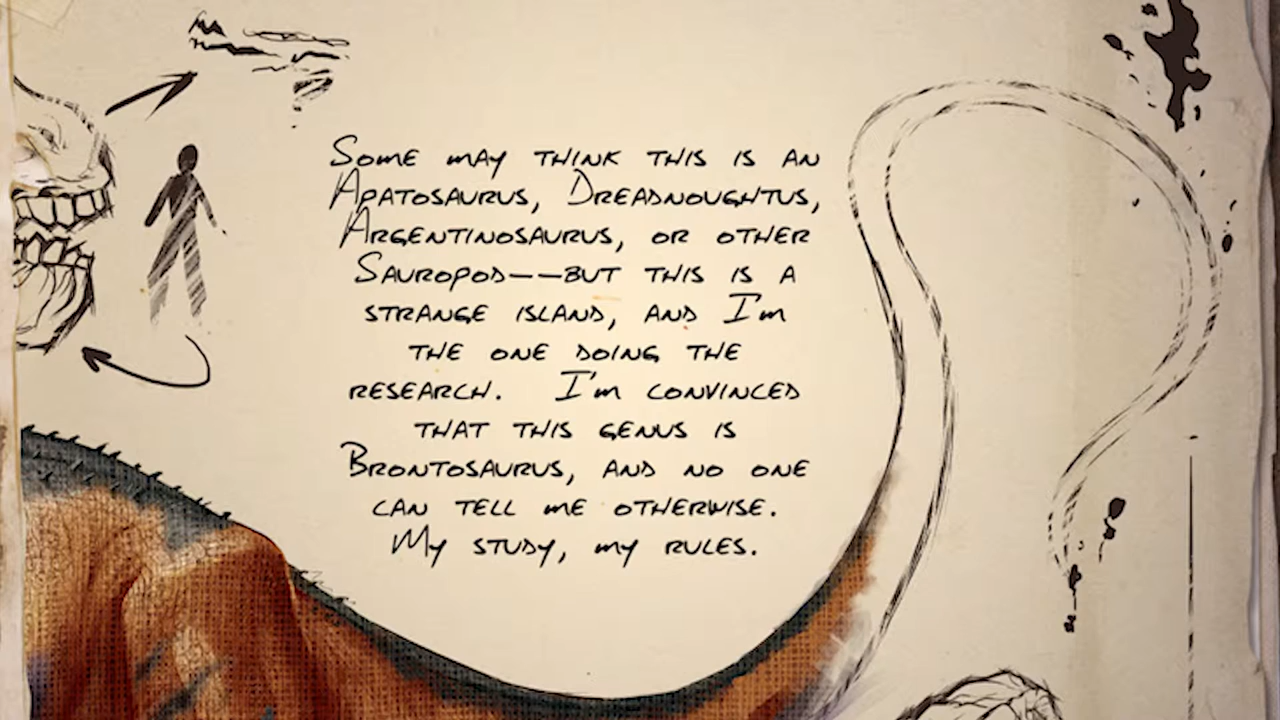 Some may think this is an
Apatosaurus, Dreadnoughtus,
Argentinosaurus, or other
Sauropod––but this is a
strange island, and I'm
the one doing the
research. I'm convinced
that this genus is
Brontosaurus, and no one
can tell me otherwise.
My study, my rules.